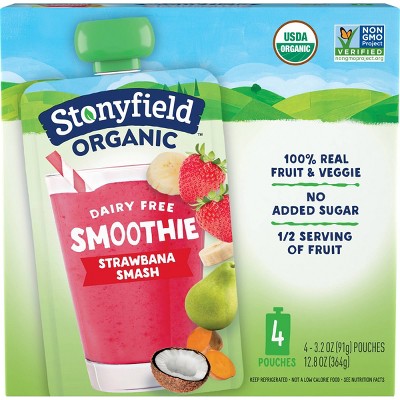 USDA
ORGANIC
NON
GMO
Project
VERIFIED
nongmoproject.org
Stonyfield
ORGANIC™
DAIRY FREE
SMOOTHIE
STRAWBANA
SMASH
100% REAL
FRUIT & VEGGIE
NO
ADDED SUGAR
1/2 SERVING
OF FRUIT
4
POUCHES
4 - 3.2 OZ (91g) POUCHES
12.8 OZ (364g)
KEEP REFRIGERATED • NOT A LOW CALORIE FOOD • SEE NUTRITION FACTS